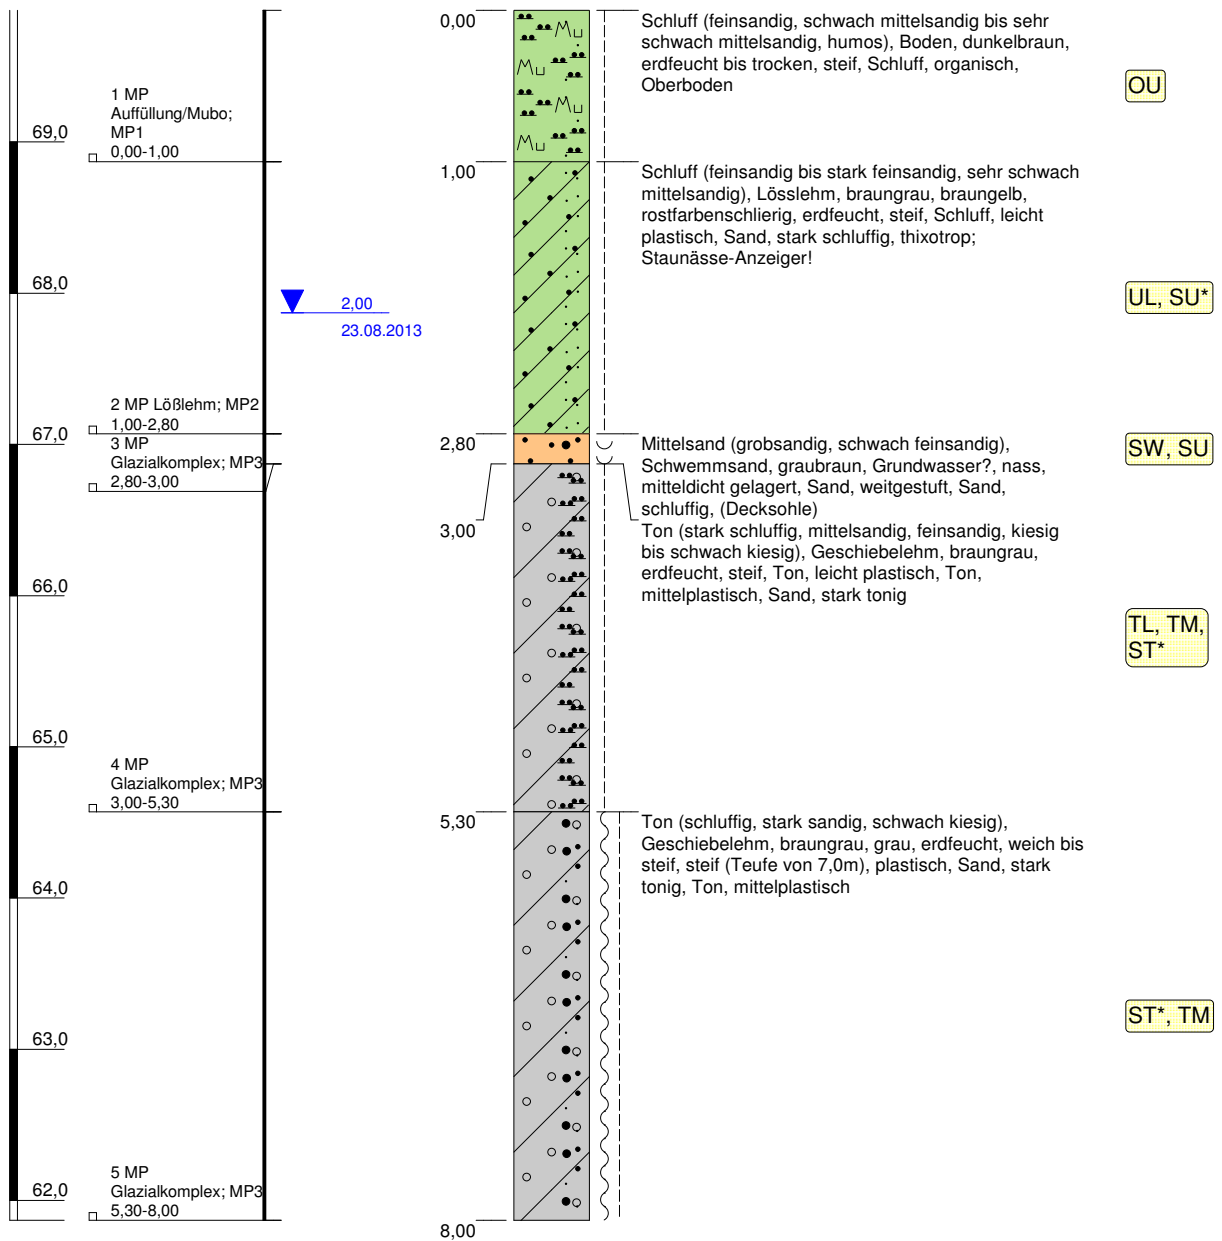 0,00
Schluff (feinsandig, schwach mittelsandig bis sehr
schwach mittelsandig, humos), Boden, dunkelbraun,
erdfeucht bis trocken, steif, Schluff, organisch,
Oberboden
OU
1 MP
Auffüllung/Mubo;
MP1
0,00-1,00
69,0
1,00
Schluff (feinsandig bis stark feinsandig, sehr schwach
mittelsandig), Lösslehm, braungrau, braungelb,
rostfarbenschlierig, erdfeucht, steif, Schluff, leicht
plastisch, Sand, stark schluffig, thixotrop;
Staunässe-Anzeiger!
68,0
2,00
23.08.2013
UL, SU*
2 MP Lößlehm; MP2
1,00-2,80
67,0
3 MP
Glazialkomplex; MP3
2,80-3,00
2,80
Mittelsand (grobsandig, schwach feinsandig),
Schwemmsand, graubraun, Grundwasser?, nass,
mitteldicht gelagert, Sand, weitgestuft, Sand,
schluffig, (Decksohle)
SW, SU
3,00
Ton (stark schluffig, mittelsandig, feinsandig, kiesig
bis schwach kiesig), Geschiebelehm, braungrau,
erdfeucht, steif, Ton, leicht plastisch, Ton,
mittelplastisch, Sand, stark tonig
66,0
TL, TM,
ST*
65,0
4 MP
Glazialkomplex; MP3
3,00-5,30
5,30
Ton (schluffig, stark sandig, schwach kiesig),
Geschiebelehm, braungrau, grau, erdfeucht, weich bis
steif, steif (Teufe von 7,0m), plastisch, Sand, stark
tonig, Ton, mittelplastisch
64,0
ST*, TM
63,0
5 MP
Glazialkomplex; MP3
5,30-8,00
62,0
8,00